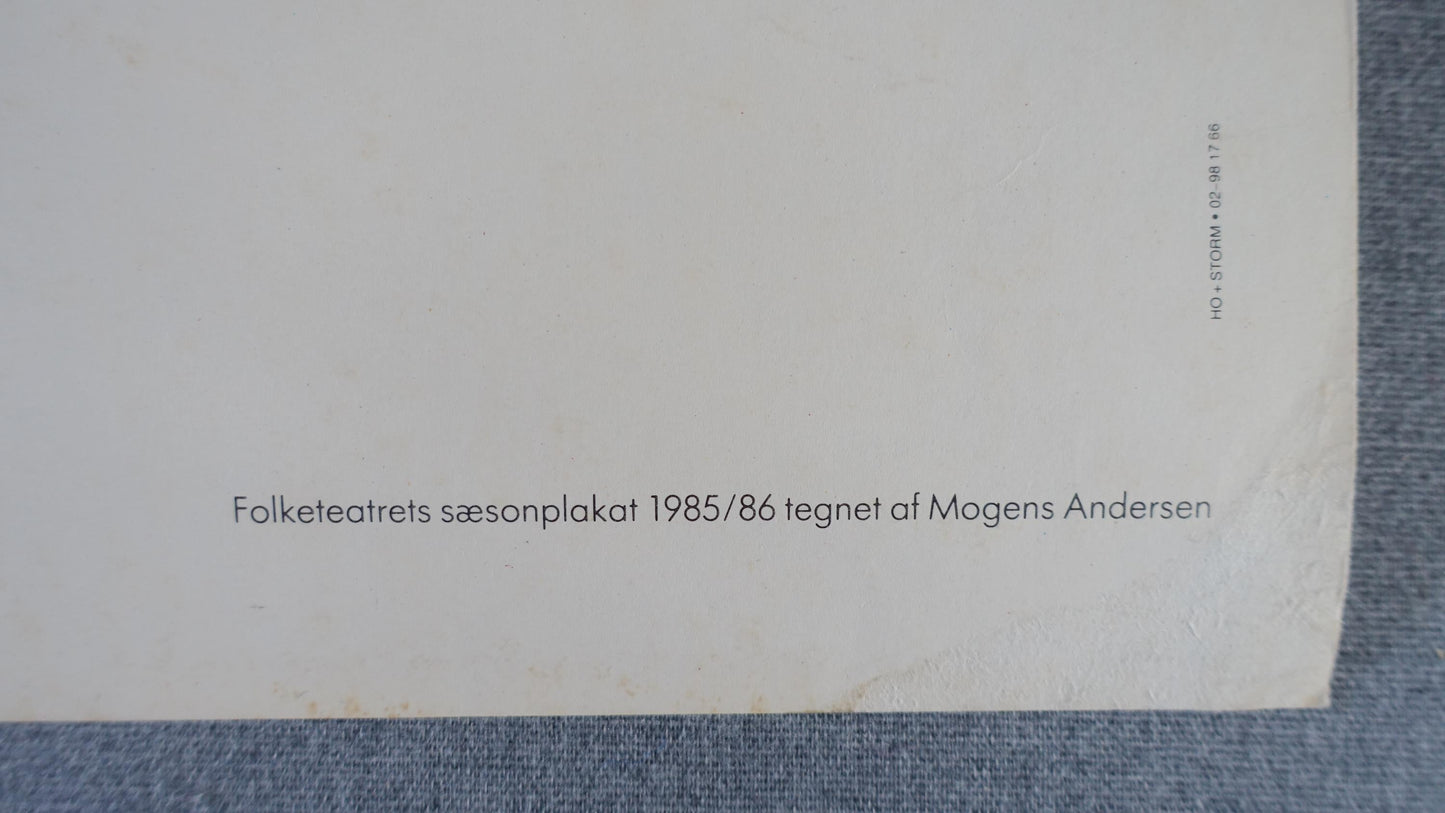 HO + STORM • 02-98 17 66
Folketeatrets sæsonplakat 1985/86 tegnet af Mogens Andersen